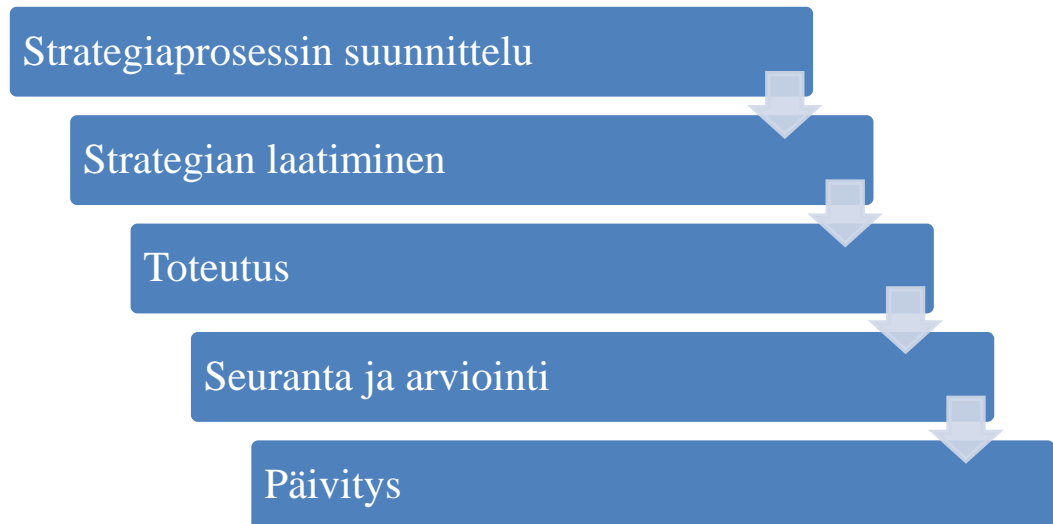 Strategiaprosessin suunnittelu
Strategian laatiminen
Toteutus
Seuranta ja arviointi
Päivitys